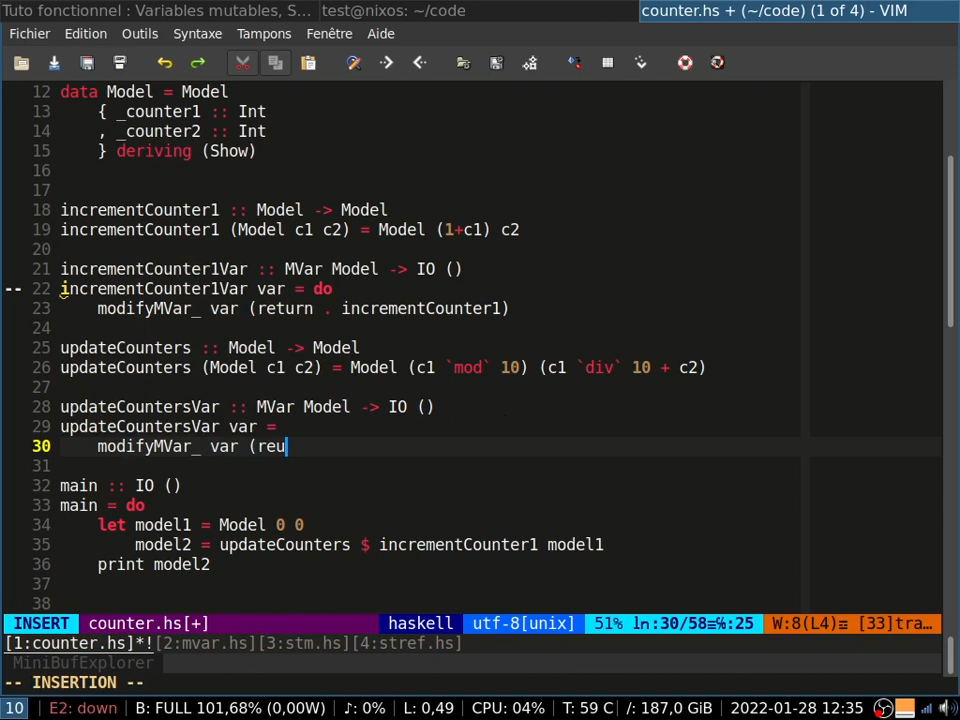 Tuto fonctionnel : Variables mutables, S... test@nixos: ~/code counter.hs + (~/code) (1 of 4) - VIM
Fichier Edition Outils Syntaxe Tampons Fenêtre Aide
12 data Model = Model
13 { _counter1 :: Int
14 , _counter2 :: Int
15 } deriving (Show)
16
17
18 incrementCounter1 :: Model -> Model
19 incrementCounter1 (Model c1 c2) = Model (1+c1) c2
20
21 incrementCounter1Var :: MVar Model -> IO ()
-- 22 incrementCounter1Var var = do
23 modifyMVar_ var (return . incrementCounter1)
24
25 updateCounters :: Model -> Model
26 updateCounters (Model c1 c2) = Model (c1 `mod` 10) (c1 `div` 10 + c2)
27
28 updateCountersVar :: MVar Model -> IO ()
29 updateCountersVar var =
30 modifyMVar_ var (reu
31
32 main :: IO ()
33 main = do
34 let model1 = Model 0 0
35 model2 = updateCounters $ incrementCounter1 model1
36 print model2
37
38
INSERT counter.hs[+] haskell utf-8[unix] 51% ln:30/58≡%:25 W:8(L4)≡ [33]tra…
[1:counter.hs]*![2:mvar.hs][3:stm.hs][4:stref.hs]
MiniBufExplorer
-- INSERTION --
10 E2: down B: FULL 101,68% (0,00W) ♪: 0% L: 0,49 CPU: 04% T: 59 C /: 187,0 GiB 2022-01-28 12:35